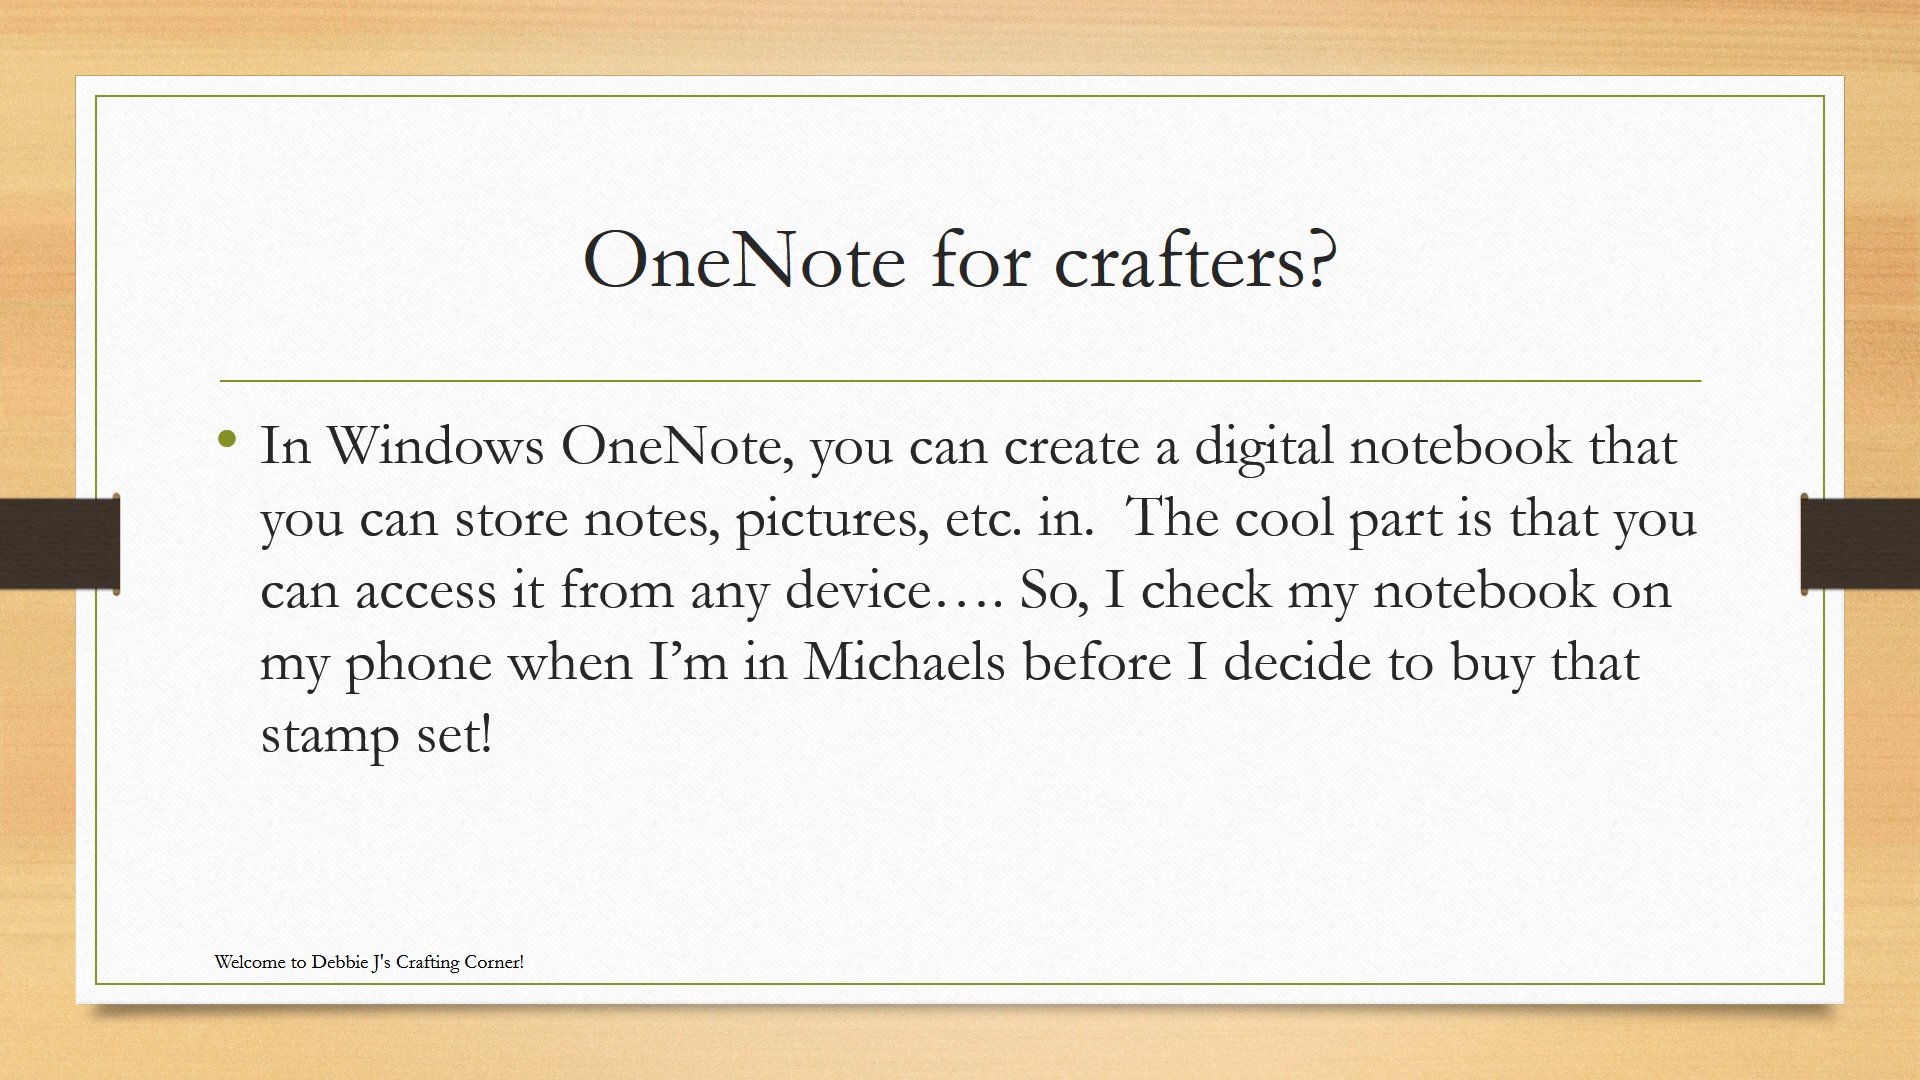 OneNote for crafters?
• In Windows OneNote, you can create a digital notebook that
you can store notes, pictures, etc. in.  The cool part is that you
can access it from any device…. So, I check my notebook on
my phone when I’m in Michaels before I decide to buy that
stamp set!
Welcome to Debbie J's Crafting Corner!